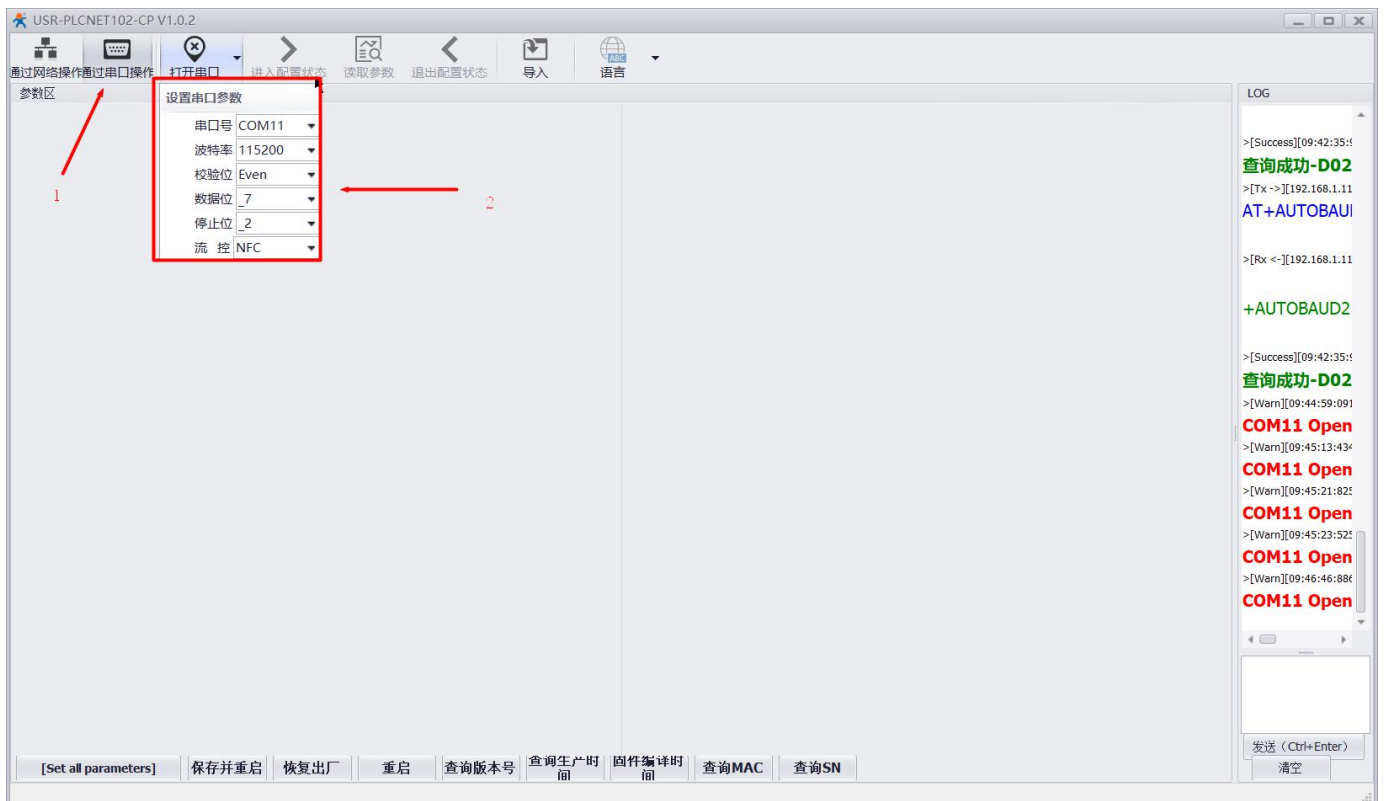 USR-PLCNET102-CP V1.0.2
通过网络操作 通过串口操作 打开串口 进入配置状态 读取参数 退出配置状态 导入 语言
ABC
参数区
设置串口参数
串口号 COM11
波特率 115200
校验位 Even
数据位 _7
停止位 _2
流 控 NFC
1
2
LOG
>[Success][09:42:35:9
查询成功-D02
>[Tx->][192.168.1.11
AT+AUTOBAU
>[Rx <-][192.168.1.11
+AUTOBAUD2
>[Success][09:42:35:9
查询成功-D02
>[Warn][09:44:59:091
COM11 Open
>[Warn][09:45:13:434
COM11 Open
>[Warn][09:45:21:825
COM11 Open
>[Warn][09:45:23:525
COM11 Open
>[Warn][09:46:46:886
COM11 Open
发送（Ctrl+Enter）
清空
[Set all parameters] 保存并重启 恢复出厂 重启 查询版本号 查询生产时间 固件编译时间 查询MAC 查询SN